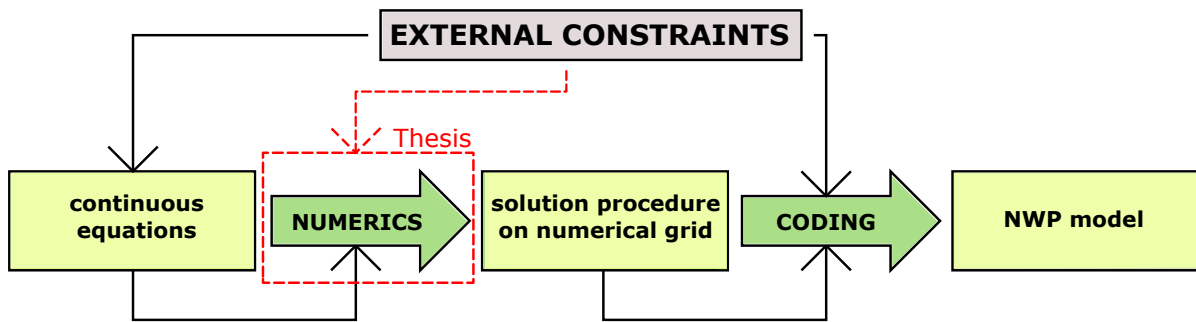 EXTERNAL CONSTRAINTS
Thesis
continuous
equations
NUMERICS
solution procedure
on numerical grid
CODING
NWP model